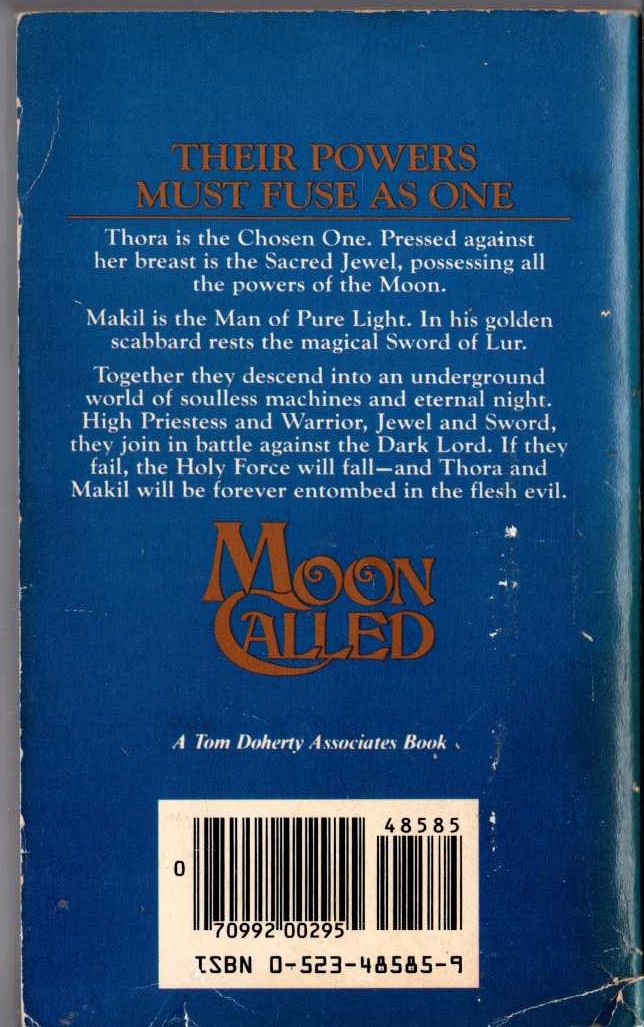 THEIR POWERS
MUST FUSE AS ONE
Thora is the Chosen One. Pressed against
her breast is the Sacred Jewel, possessing all
the powers of the Moon.
Makil is the Man of Pure Light. In his golden
scabbard rests the magical Sword of Lur.
Together they descend into an underground
world of soulless machines and eternal night.
High Priestess and Warrior, Jewel and Sword,
they join in battle against the Dark Lord. If they
fail, the Holy Force will fall—and Thora and
Makil will be forever entombed in the flesh evil.
MOON
CALLED
A Tom Doherty Associates Book
48585
0
70992 00295
ISBN 0-523-48585-9